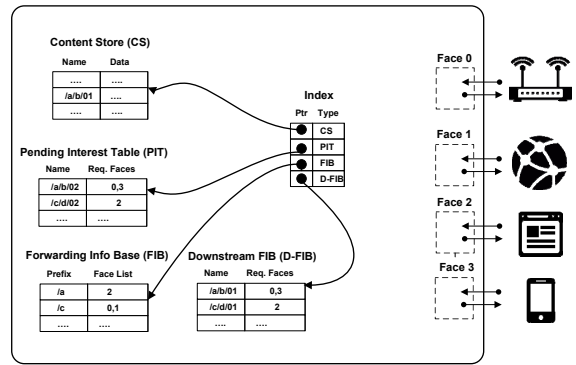 Content Store (CS)
Name Data
.... ....
/a/b/01 ....
.... ....
Pending Interest Table (PIT)
Name Req. Faces
/a/b/02 0,3
/c/d/02 2
.... ....
Forwarding Info Base (FIB)
Prefix Face List
/a 2
/c 0,1
.... ....
Downstream FIB (D-FIB)
Name Req. Faces
/a/b/01 0,3
/c/d/01 2
.... ....
Index
Ptr Type
CS
PIT
FIB
D-FIB
Face 0
Face 1
Face 2
Face 3